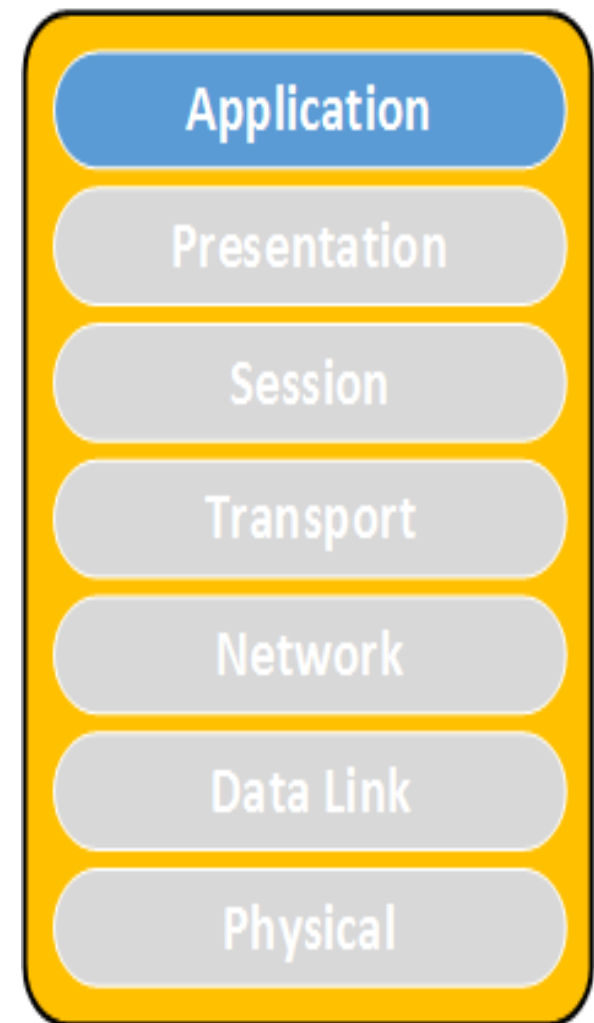 Application
Presentation
Session
Transport
Network
Data Link
Physical